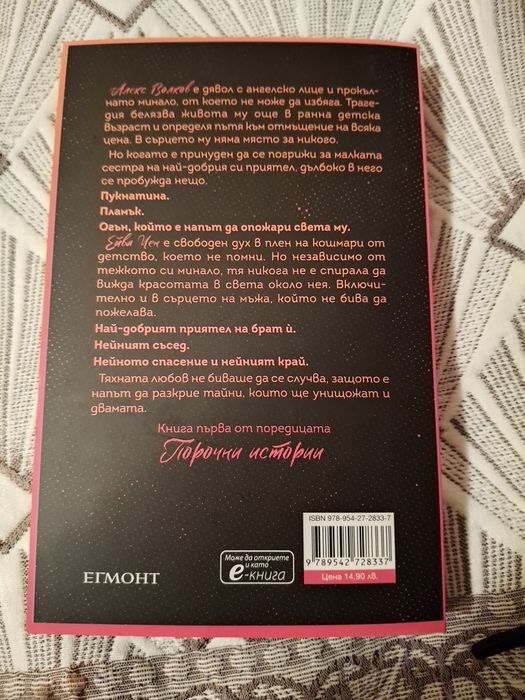 Алекс Волков е дявол с ангелско лице и прокъл-
нато минало, от което не може да избяга. Траге-
дия белязва живота му още в ранна детска
възраст и определя пътя към отмъщение на всяка
цена. В сърцето му няма място за никого.
Но когато е принуден да се погрижи за малката
сестра на най-добрия си приятел, дълбоко в него
се пробужда нещо.
Пукнатина.
Пламък.
Огън, който е напът да опожари света му.
Ейва Чен е свободен дух в плен на кошмари от
детство, което не помни. Но независимо от
тежкото си минало, тя никога не е спирала да
вижда красотата в света около нея. Включи-
телно и в сърцето на мъжа, който не бива да
пожелава.
Най-добрият приятел на брат ѝ.
Нейният съсед.
Нейното спасение и нейният край.
Тяхната любов не биваше да се случва, защото е
напът да разкрие тайни, които ще унищожат и
двамата.
Книга първа от поредицата
Порочни истории
ISBN 978-954-27-2833-7
9 789542 728337
Цена 14,90 лв.
Може да откриете
и като
е-книга
ЕГМОНТ